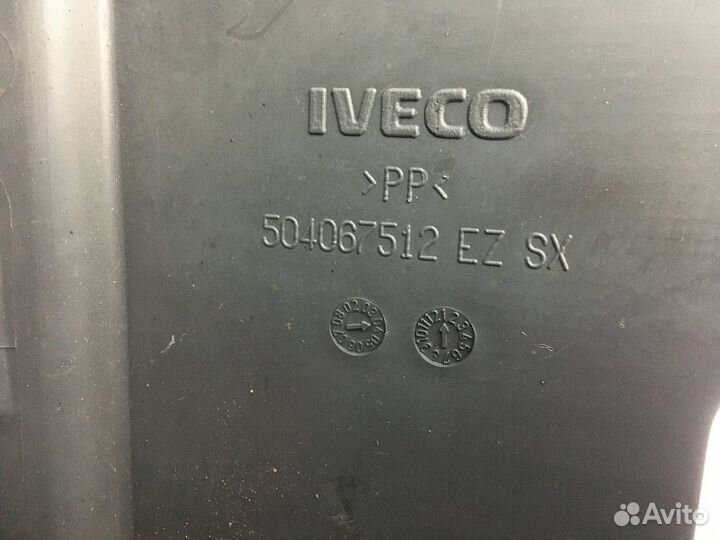 IVECO
>PP<
504067512 EZ SX
Avito